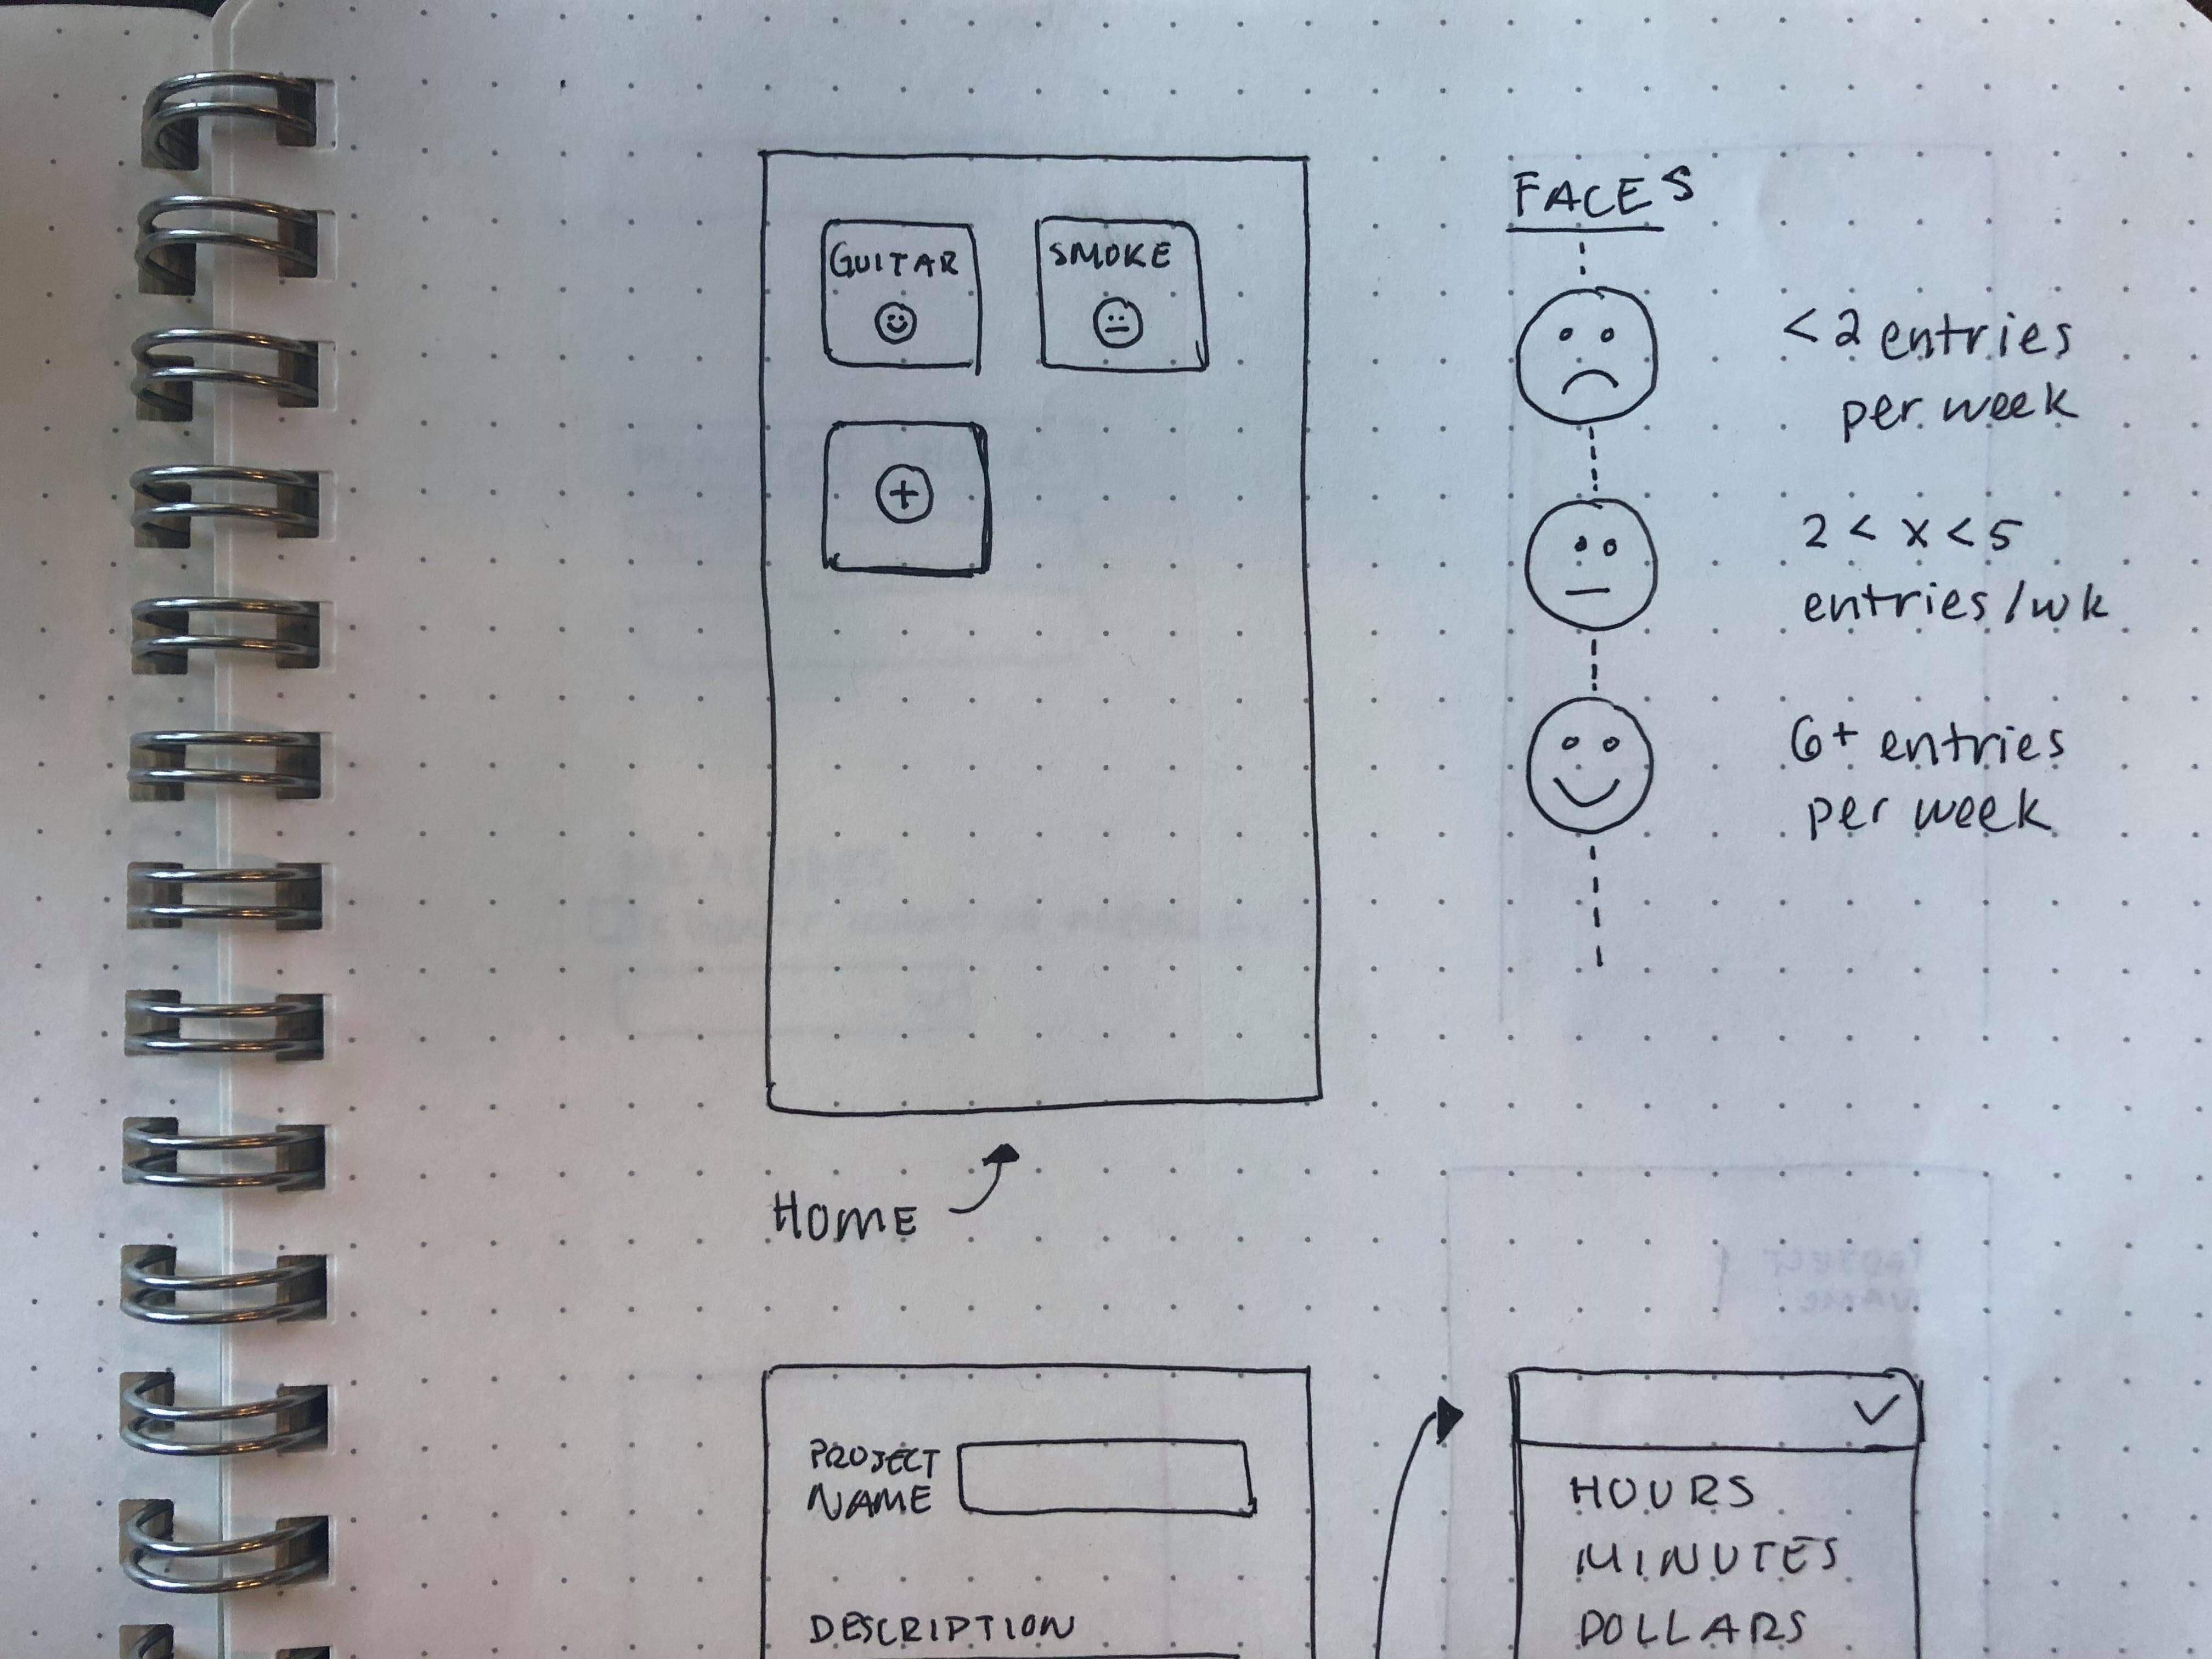 GUITAR
SMOKE
+
HOME
FACES
<2 entries
per week
2 < x < 5
entries/wk
6+ entries
per week
PROJECT
NAME
DESCRIPTION
HOURS
MINUTES
DOLLARS